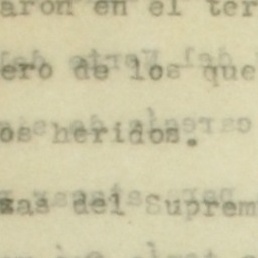 aron en el ter
ero de los que
os heridos.
sas del Suprem